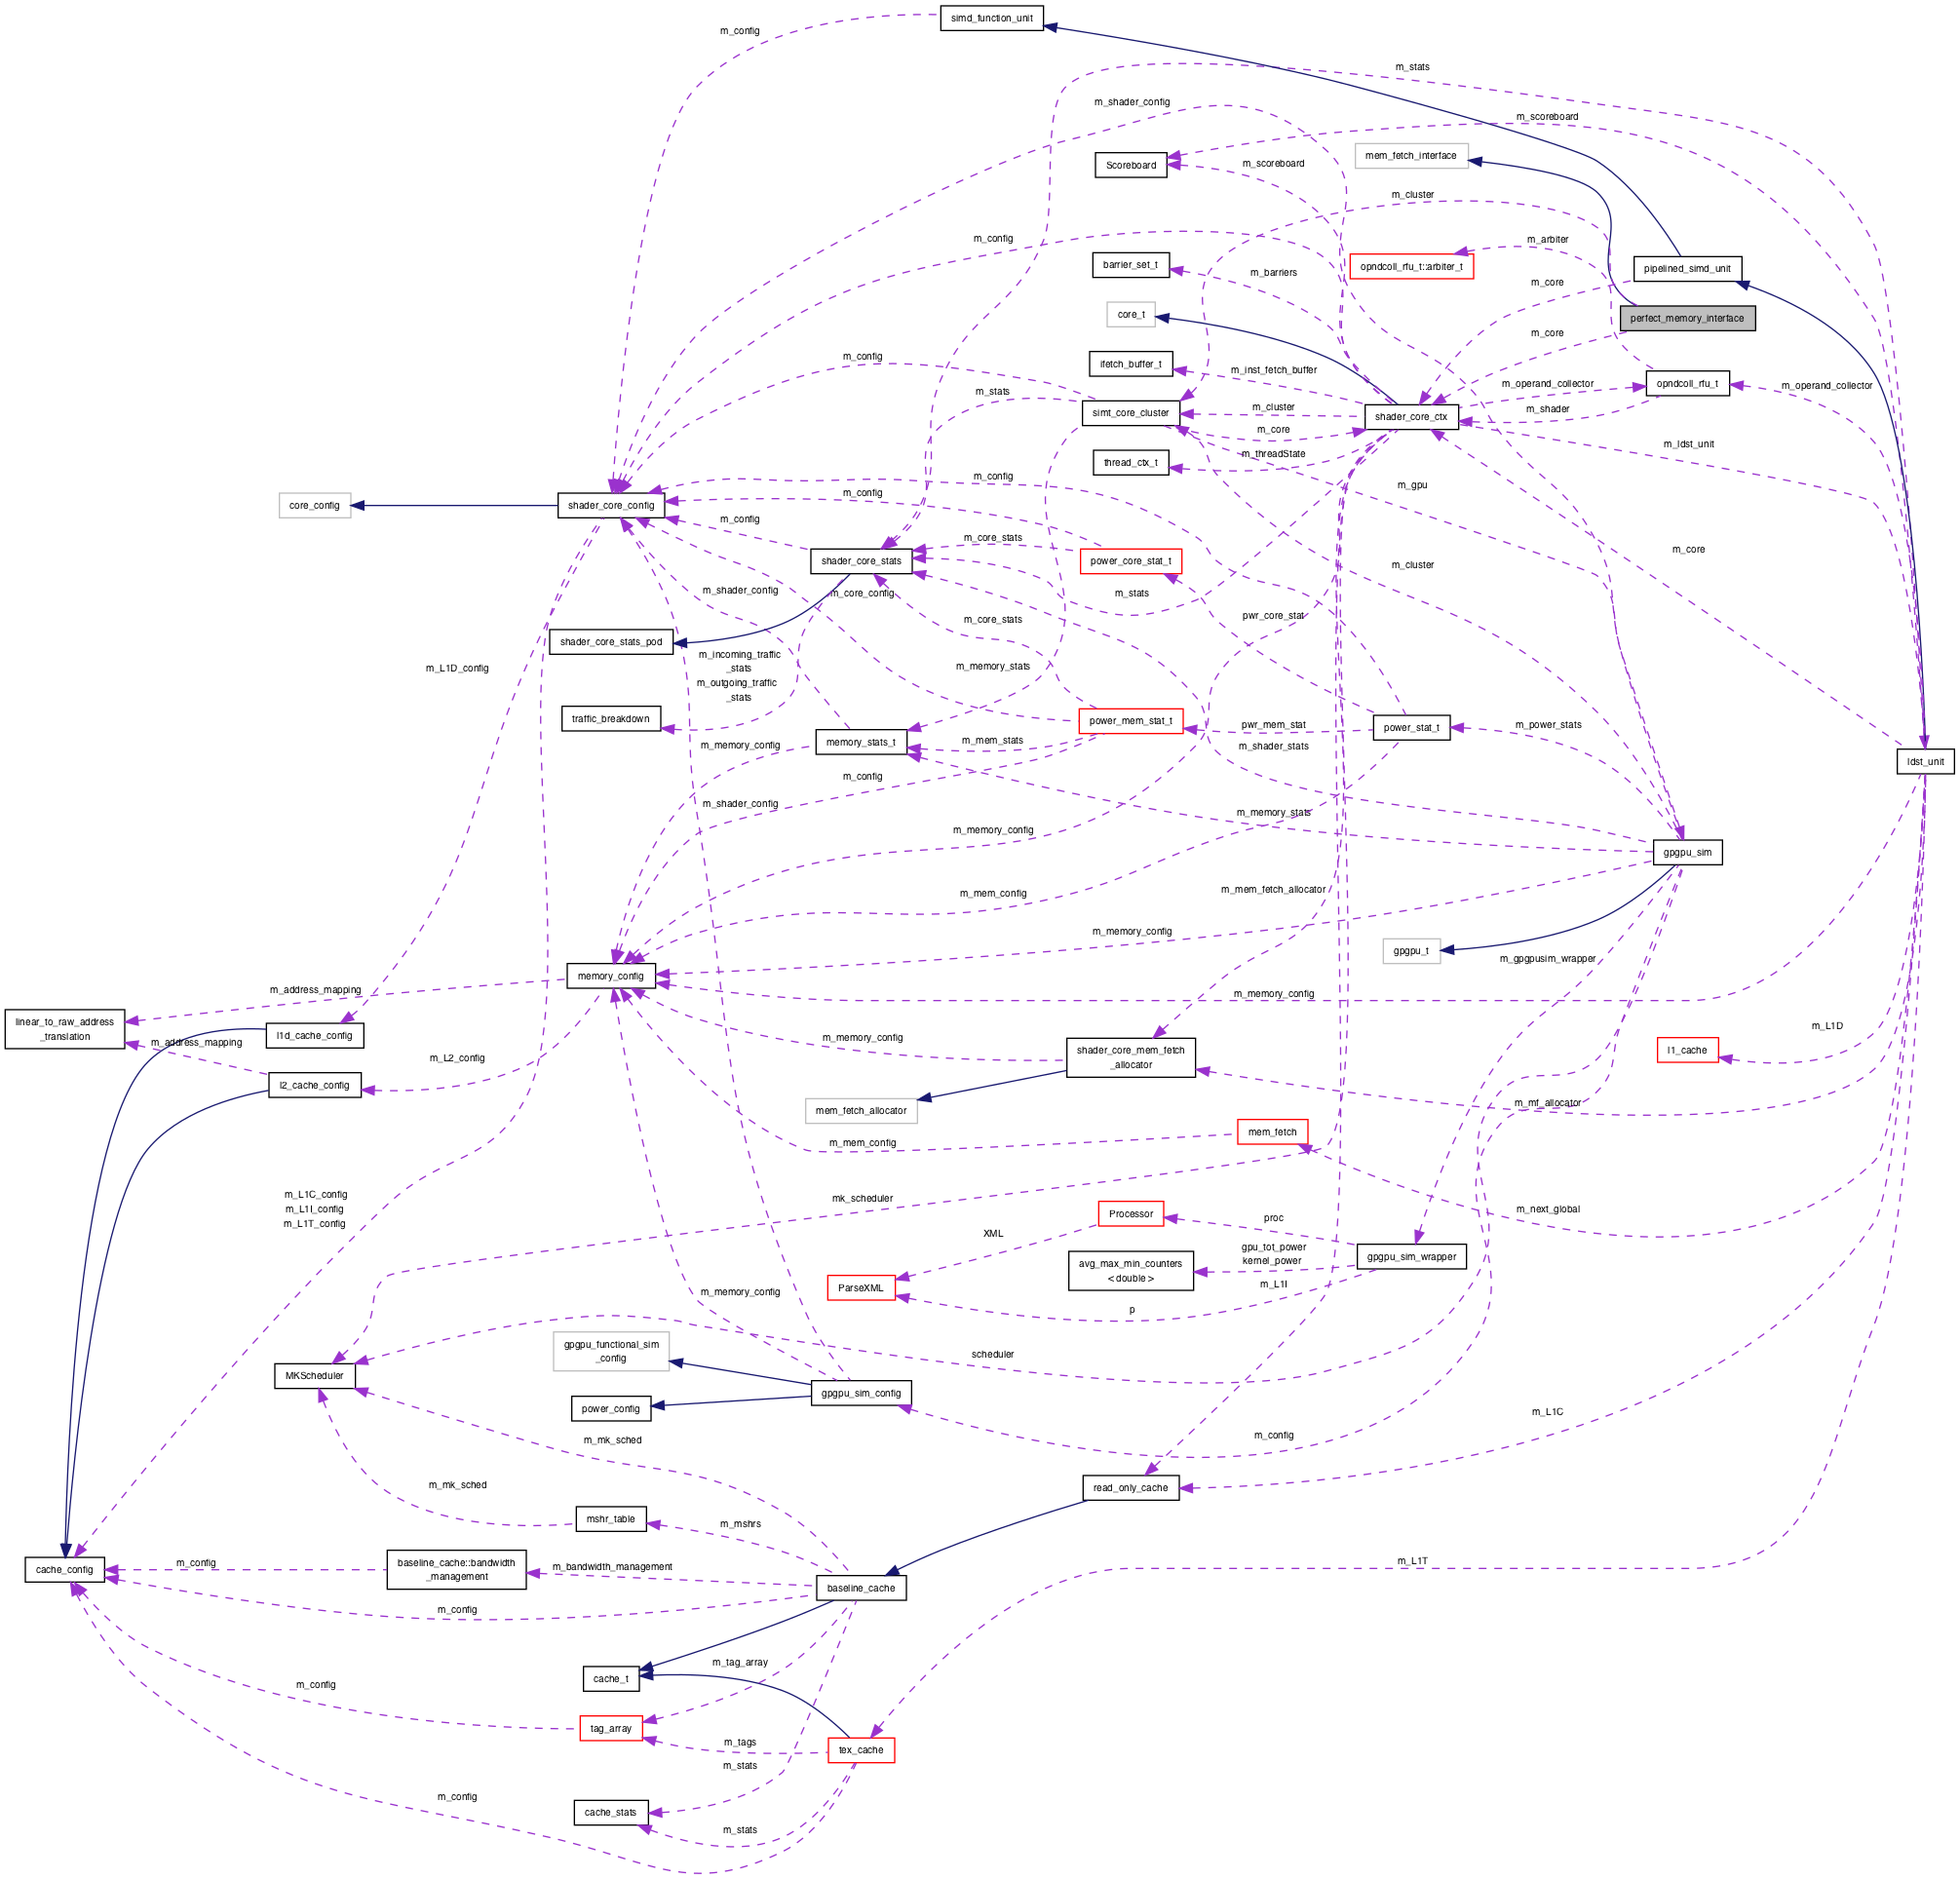 simd_function_unit
m_config
m_stats
m_shader_config
m_scoreboard
Scoreboard
m_scoreboard
mem_fetch_interface
m_cluster
m_config
m_arbiter
barrier_set_t
m_barriers
opndcoll_rfu_t::arbiter_t
pipelined_simd_unit
m_core
core_t
perfect_memory_interface
m_core
m_config
ifetch_buffer_t
m_inst_fetch_buffer
m_stats
m_operand_collector
opndcoll_rfu_t
m_operand_collector
simt_core_cluster
m_cluster
shader_core_ctx
m_shader
m_core
m_ldst_unit
thread_ctx_t
m_threadState
m_config
m_config
m_gpu
core_config
shader_core_config
m_config
m_core_stats
m_core
shader_core_stats
power_core_stat_t
m_cluster
m_shader_config
m_core_config
m_stats
m_core_stats
pwr_core_stat
shader_core_stats_pod
m_incoming_traffic
_stats
m_outgoing_traffic
_stats
m_L1D_config
m_memory_stats
traffic_breakdown
power_mem_stat_t
pwr_mem_stat
power_stat_t
m_power_stats
memory_stats_t
m_mem_stats
m_memory_config
m_shader_stats
ldst_unit
m_config
m_shader_config
m_memory_stats
m_memory_config
gpgpu_sim
m_mem_config
m_mem_fetch_allocator
m_memory_config
gpgpu_t
m_gpgpusim_wrapper
memory_config
m_address_mapping
m_memory_config
linear_to_raw_address
_translation
l1d_cache_config
m_address_mapping
m_memory_config
m_L1D
l1_cache
m_L2_config
shader_core_mem_fetch
_allocator
l2_cache_config
mem_fetch_allocator
m_mf_allocator
mem_fetch
m_mem_config
m_L1C_config
m_L1I_config
m_L1T_config
mk_scheduler
Processor
proc
m_next_global
XML
gpu_tot_power
kernel_power
gpgpu_sim_wrapper
avg_max_min_counters
< double >
ParseXML
m_L1I
m_memory_config
p
gpgpu_functional_sim
_config
scheduler
MKScheduler
gpgpu_sim_config
power_config
m_L1C
m_config
m_mk_sched
m_mk_sched
read_only_cache
mshr_table
m_mshrs
cache_config
m_config
baseline_cache::bandwidth
_management
m_bandwidth_management
m_L1T
baseline_cache
m_config
m_tag_array
cache_t
m_config
tag_array
m_tags
tex_cache
m_stats
m_config
cache_stats
m_stats